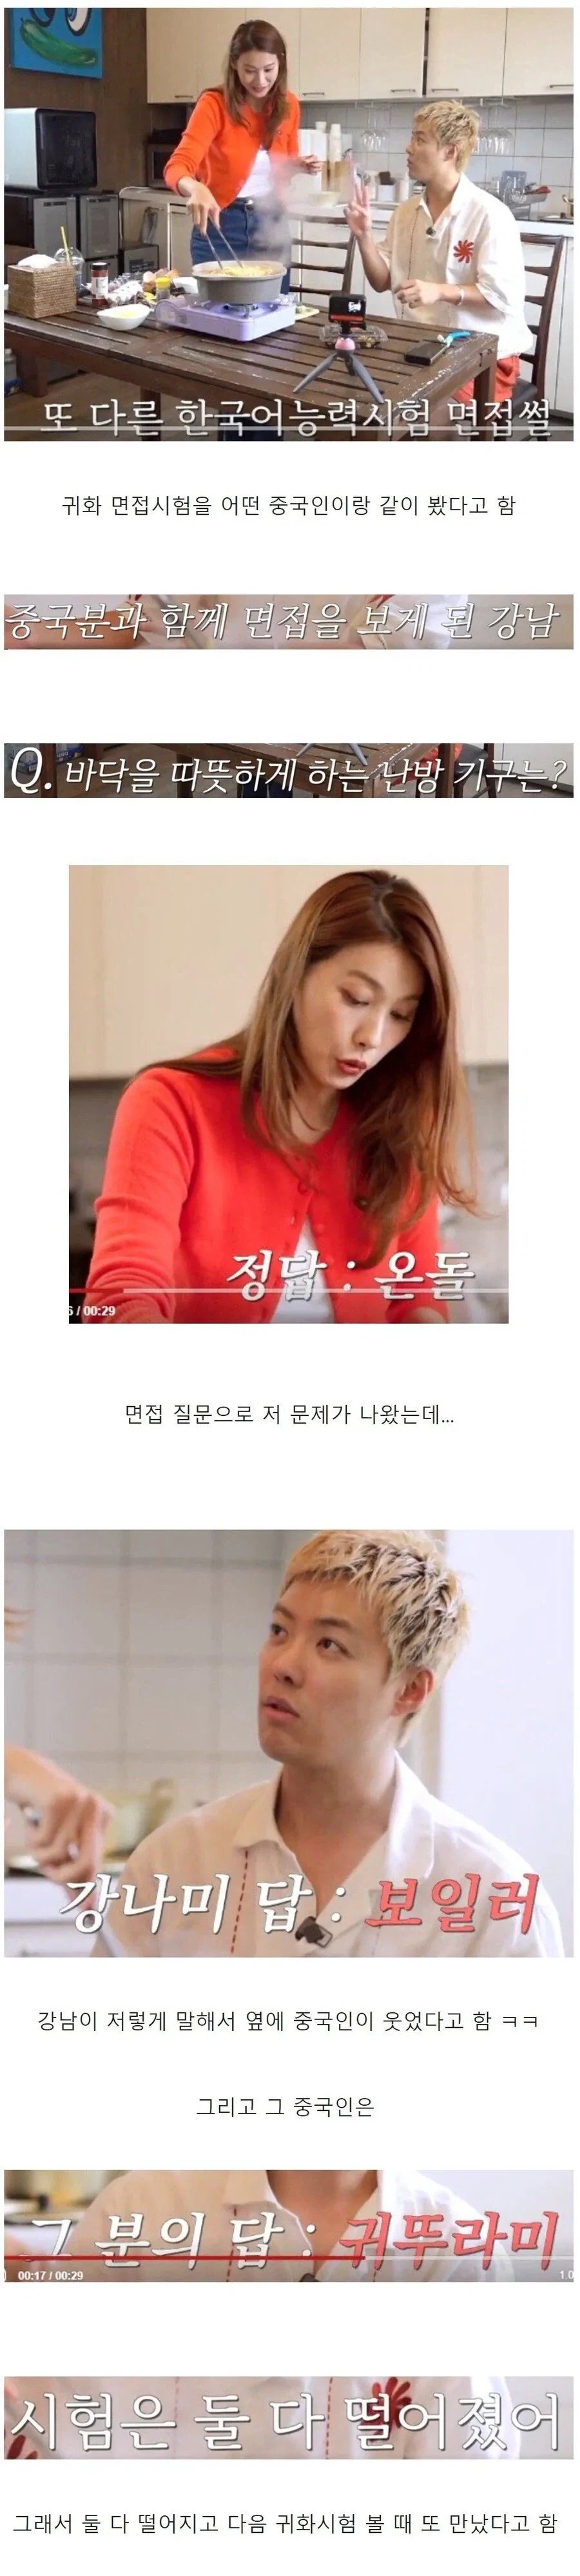 또 다른 한국어능력시험 면접썰
귀화 면접시험을 어떤 중국인이랑 같이 봤다고 함
중국분과 함께 면접을 보게 된 강남
Q. 바닥을 따뜻하게 하는 난방 기구는?
정답 : 온돌
/ 00:29
면접 질문으로 저 문제가 나왔는데...
강나미 답 : 보일러
강남이 저렇게 말해서 옆에 중국인이 웃었다고 함 ㅋㅋ
그리고 그 중국인은
그 분의 답 : 귀뚜라미
00:17 / 00:29
1.0
시험은 둘 다 떨어졌어
그래서 둘 다 떨어지고 다음 귀화시험 볼 때 또 만났다고 함